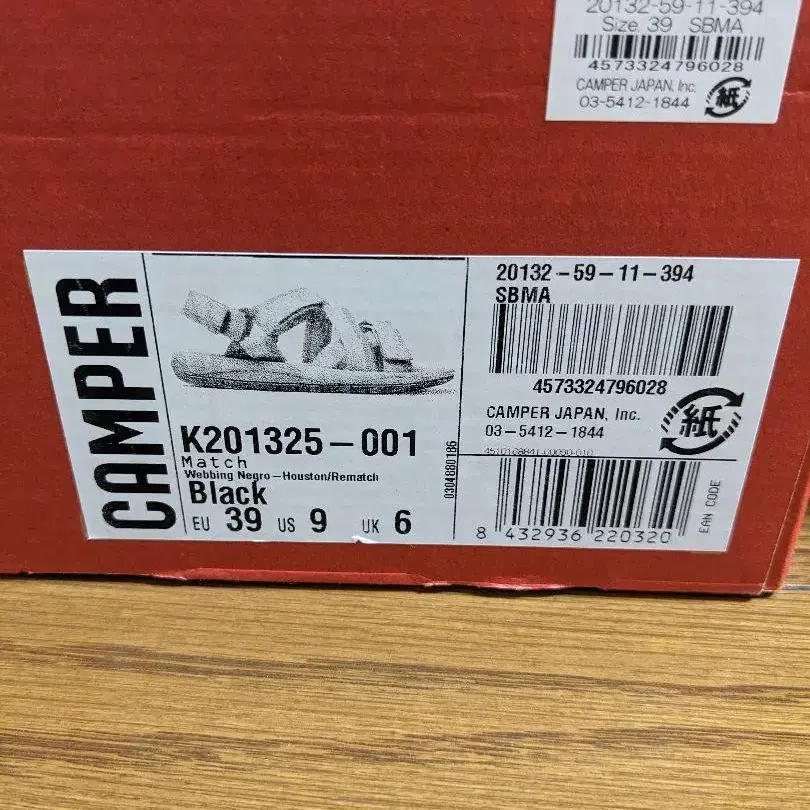 20132-59-11-394
Size 39 SBMA
4573324796028
CAMPER JAPAN, Inc.
03-5412-1844
紙
CAMPER
K201325-001
Match
Webbing Negro-Houston/Rematch
Black
EU 39 US 9 UK 6
0304880186
20132-59-11-394
SBMA
4573324796028
CAMPER JAPAN, Inc.
03-5412-1844
紙
8 432936 220320
EAN CODE